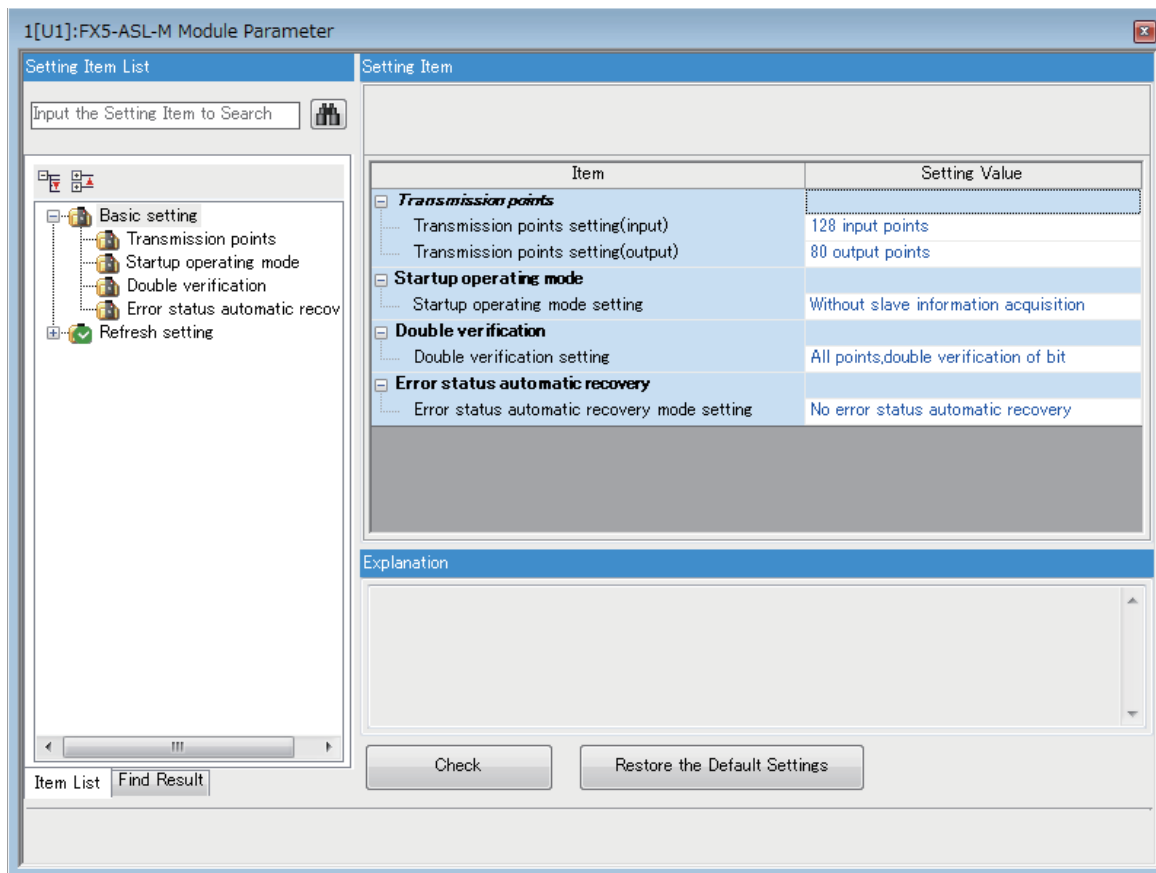 1[U1]:FX5-ASL-M Module Parameter
Setting Item List
Input the Setting Item to Search
Basic setting
Transmission points
Startup operating mode
Double verification
Error status automatic recov
Refresh setting
Item List
Find Result
Setting Item
Item Setting Value
Transmission points
Transmission points setting(input) 128 input points
Transmission points setting(output) 80 output points
Startup operating mode
Startup operating mode setting Without slave information acquisition
Double verification
Double verification setting All points,double verification of bit
Error status automatic recovery
Error status automatic recovery mode setting No error status automatic recovery
Explanation
Check
Restore the Default Settings